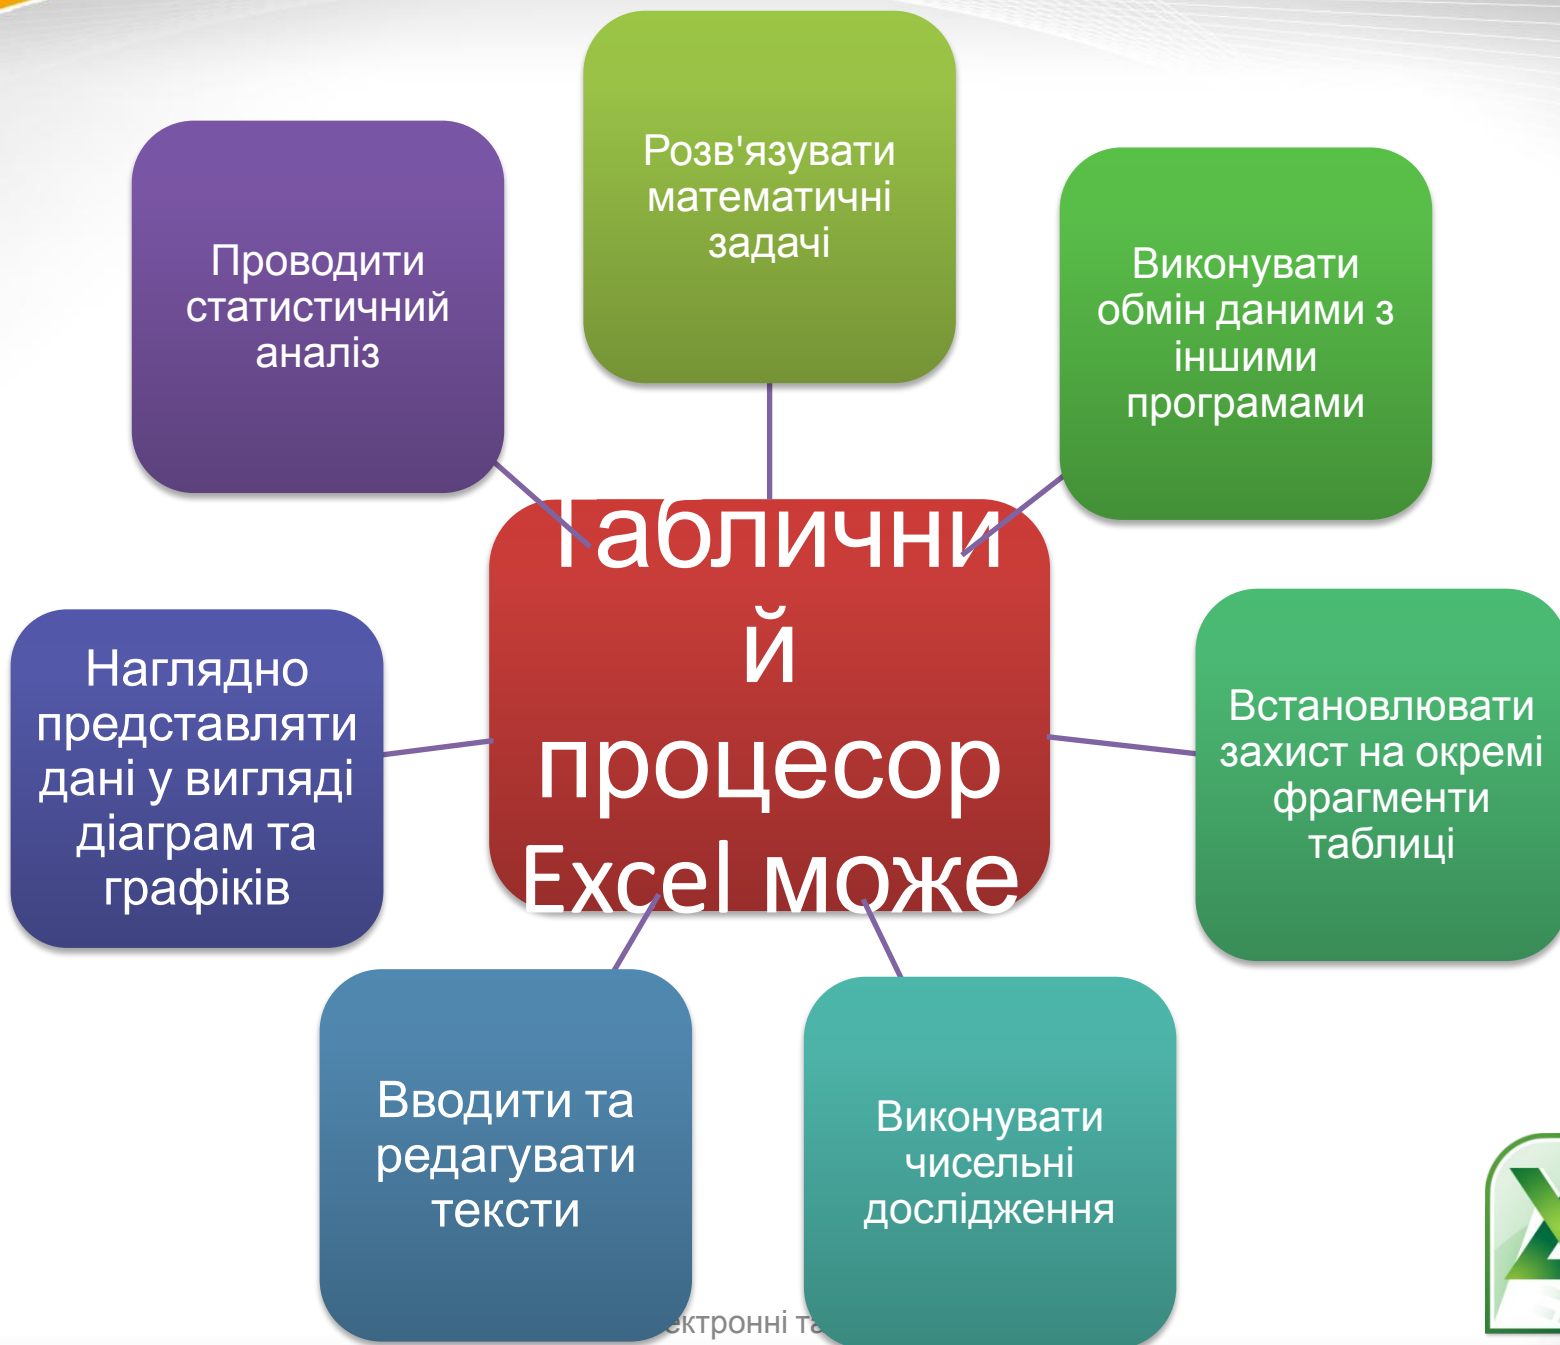 Розв'язувати
математичні
задачі
Проводити
статистичний
аналіз
Виконувати
обмін даними з
іншими
програмами
Таблични
й
процесор
Excel може
Наглядно
представляти
дані у вигляді
діаграм та
графіків
Встановлювати
захист на окремі
фрагменти
таблиці
Вводити та
редагувати
тексти
Виконувати
чисельні
дослідження